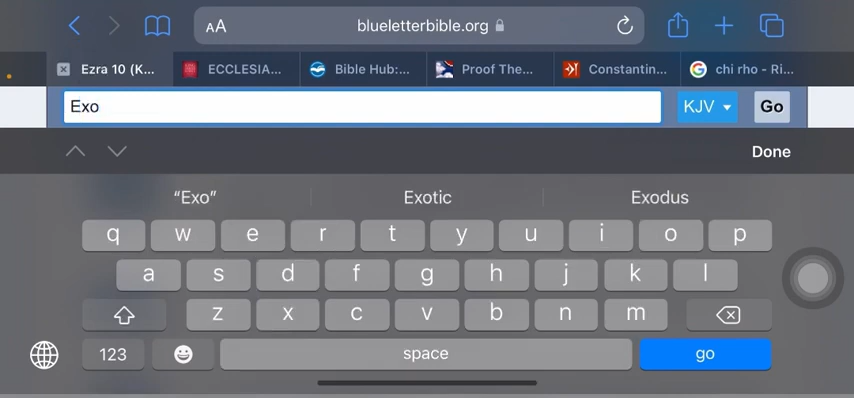 AA blueletterbible.org
Ezra 10 (K... ECCLESIA... Bible Hub:... Proof The... Constantin... chi rho - Ri...
Exo KJV Go
Done
“Exo” Exotic Exodus
q w e r t y u i o p
a s d f g h j k l
z x c v b n m
123 space go